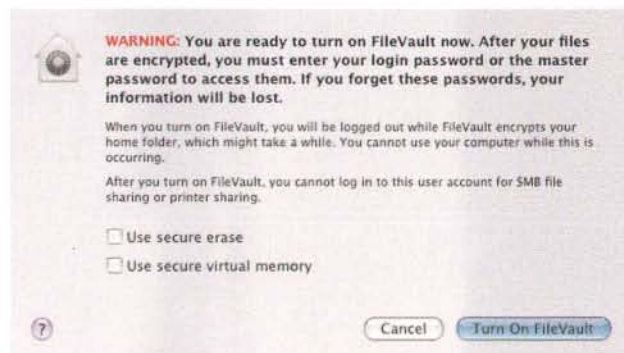 WARNING: You are ready to turn on FileVault now. After your files
are encrypted, you must enter your login password or the master
password to access them. If you forget these passwords, your
information will be lost.
When you turn on FileVault, you will be logged out while FileVault encrypts your
home folder, which might take a while. You cannot use your computer while this is
occurring.
After you turn on FileVault, you cannot log in to this user account for SMB file
sharing or printer sharing.
Use secure erase
Use secure virtual memory
?
Cancel
Turn On FileVault